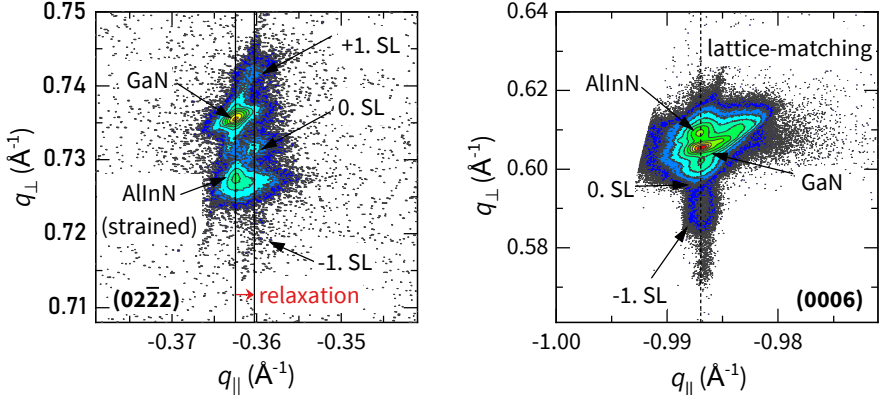 0.75
+1. SL
0.74
GaN
0. SL
0.73
AlInN
(strained)
0.72
-1. SL
0.71
(022̅2)
relaxation
-0.37
-0.36
-0.35
q⊥ (Å-1)
q|| (Å-1)
0.64
lattice-matching
0.62
AlInN
0.60
GaN
0. SL
0.58
-1. SL
(0006)
-1.00
-0.99
-0.98
q⊥ (Å-1)
q|| (Å-1)